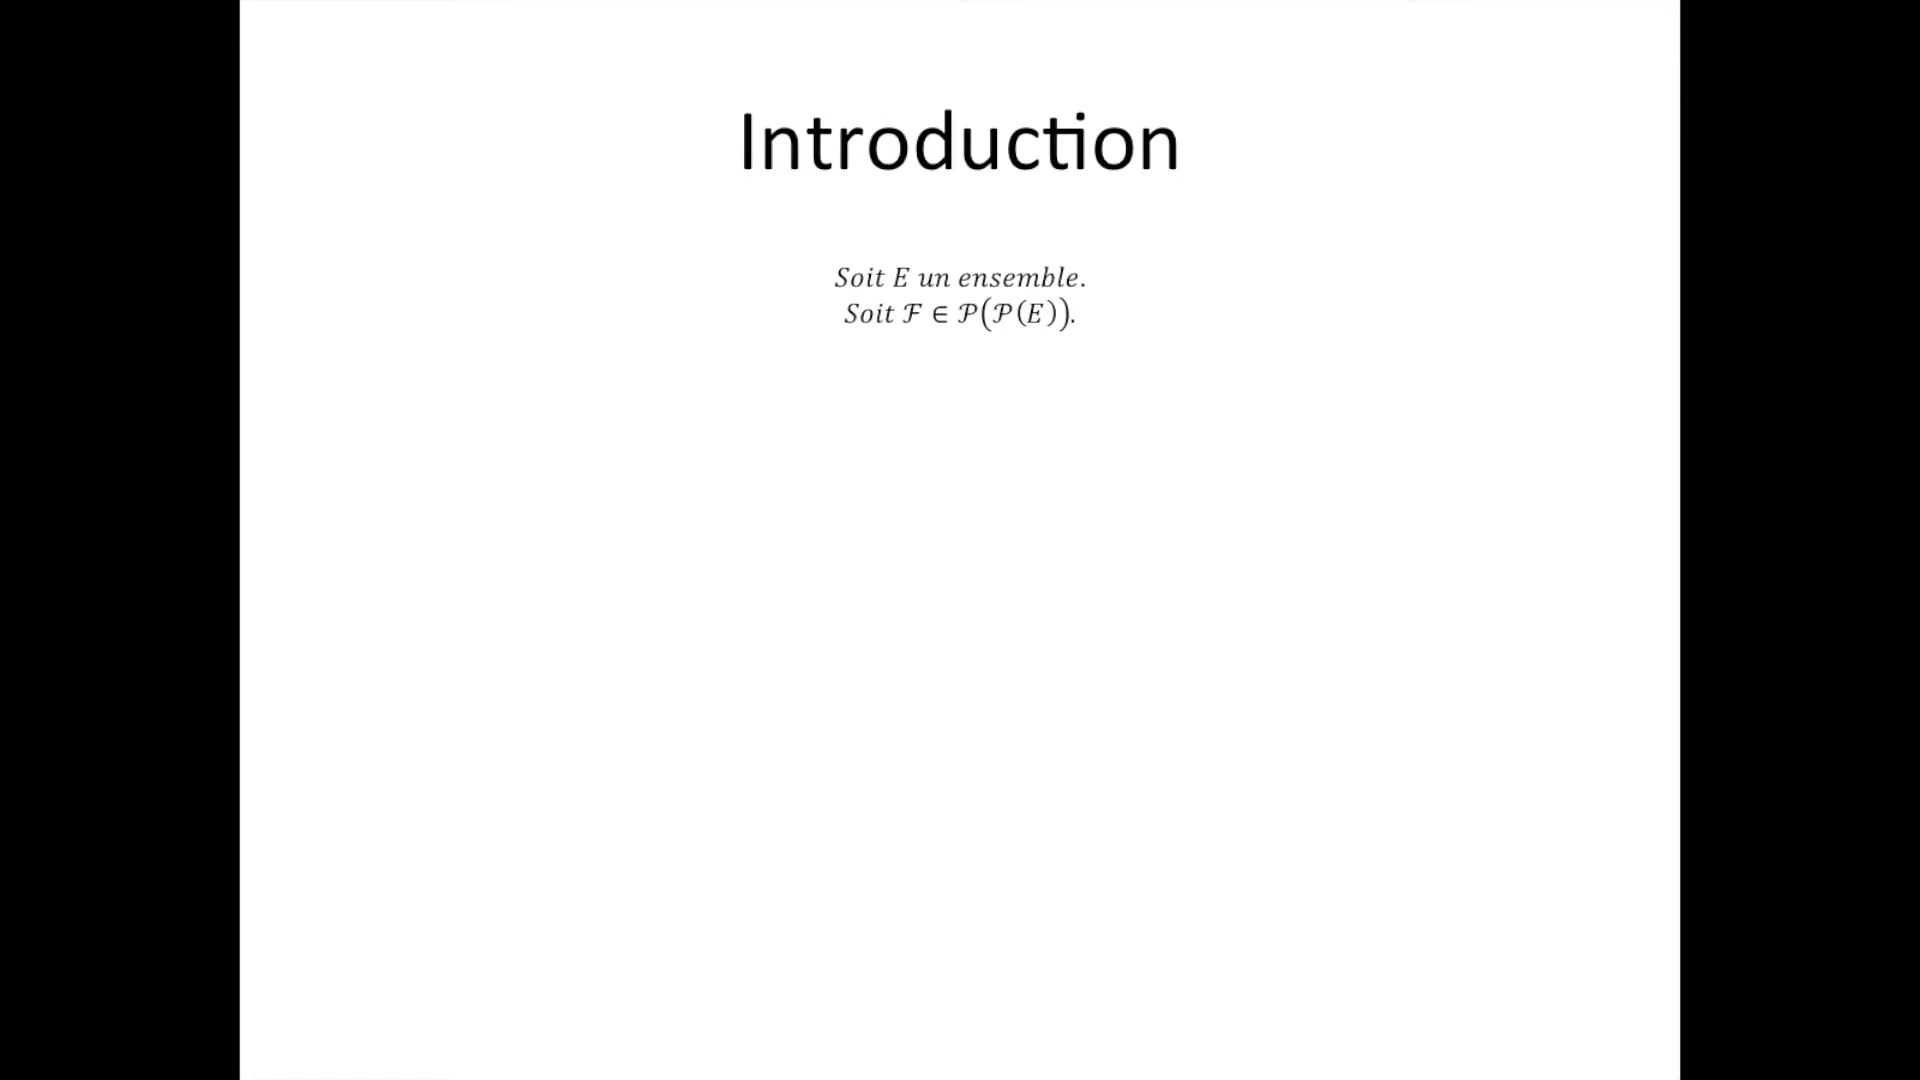 Introduction
Soit E un ensemble.
Soit ℱ ∈ 𝒫(𝒫(E)).